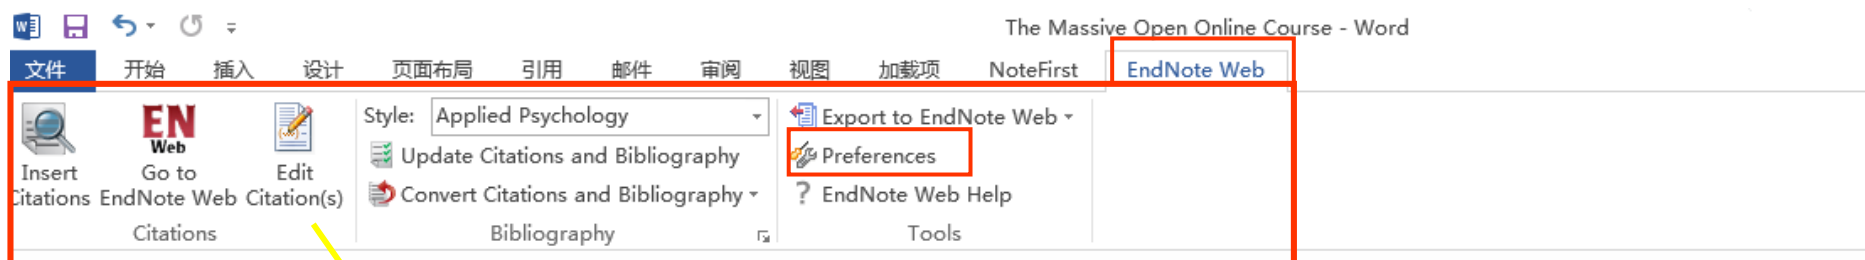 The Massive Open Online Course - Word
文件 开始 插入 设计 页面布局 引用 邮件 审阅 视图 加载项 NoteFirst EndNote Web
Insert Citations
EN Web
Go to EndNote Web
Edit Citation(s)
Citations
Style: Applied Psychology
Update Citations and Bibliography
Convert Citations and Bibliography
Bibliography
Export to EndNote Web
Preferences
? EndNote Web Help
Tools